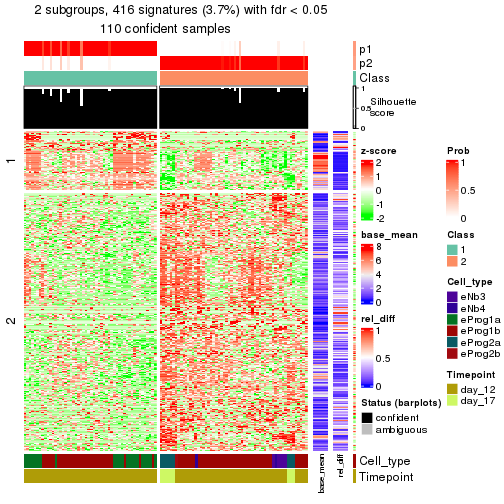 2 subgroups, 416 signatures (3.7%) with fdr < 0.05
110 confident samples
p1
p2
Class
1
0.5
0
Silhouette
score
1
2
z-score
2
1
0
-1
-2
base_mean
8
6
4
2
0
rel_diff
1
0.5
0
Status (barplots)
confident
ambiguous
Prob
1
0.5
0
Class
1
2
Cell_type
eNb3
eNb4
eProg1a
eProg1b
eProg2a
eProg2b
Timepoint
day_12
day_17
base_mean
rel_diff
Cell_type
Timepoint